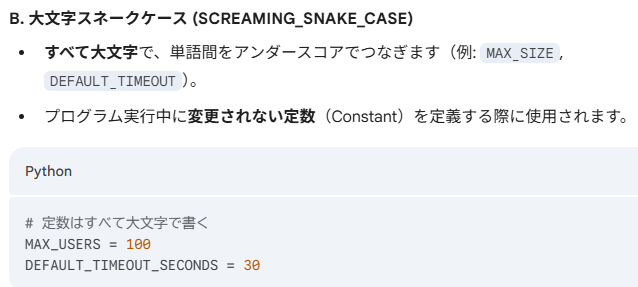 B. 大文字スネークケース (SCREAMING_SNAKE_CASE)
• すべて大文字で、単語間をアンダースコアでつなぎます（例: MAX_SIZE,
DEFAULT_TIMEOUT）。
• プログラム実行中に変更されない定数（Constant）を定義する際に使用されます。
Python
# 定数はすべて大文字で書く
MAX_USERS = 100
DEFAULT_TIMEOUT_SECONDS = 30